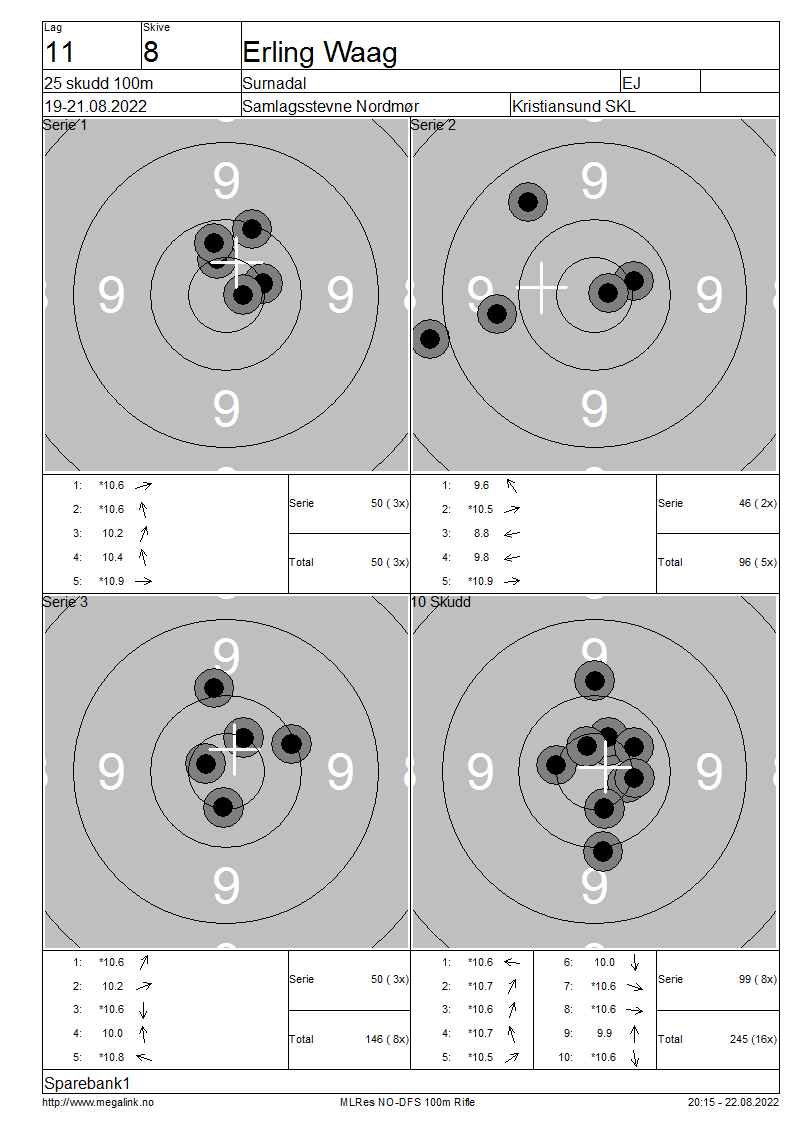 Lag Skive
11 8 Erling Waag
25 skudd 100m Surnadal EJ
19-21.08.2022 Samlagsstevne Nordmør Kristiansund SKL
Serie 1
9
9 9
9
1: *10.6
2: *10.6
3: 10.2
4: 10.4
5: *10.9
Serie 50 ( 3x)
Total 50 ( 3x)
Serie 2
9
9 9
9
1: 9.6
2: *10.5
3: 8.8
4: 9.8
5: *10.9
Serie 46 ( 2x)
Total 96 ( 5x)
Serie 3
9
9 9
9
1: *10.6
2: 10.2
3: *10.6
4: 10.0
5: *10.8
Serie 50 ( 3x)
Total 146 ( 8x)
10 Skudd
9
9 9
9
1: *10.6 6: 10.0
2: *10.7 7: *10.6
3: *10.6 8: *10.6
4: *10.7 9: 9.9
5: *10.5 10: *10.6
Serie 99 ( 8x)
Total 245 (16x)
Sparebank1
http://www.megalink.no MLRes NO-DFS 100m Rifle 20:15 - 22.08.2022